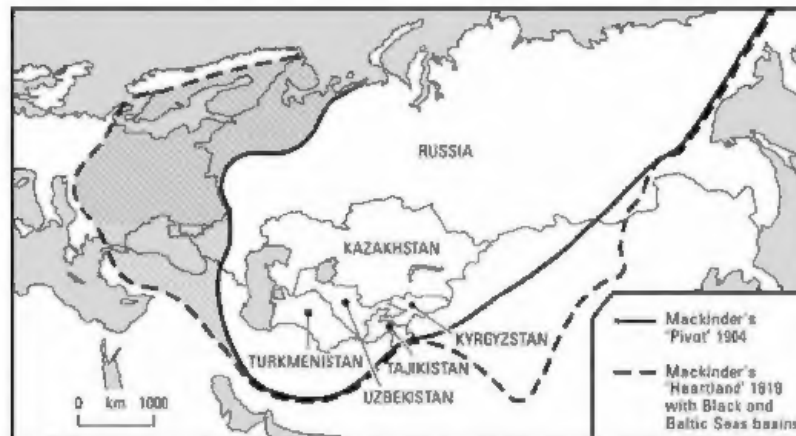 RUSSIA
KAZAKHSTAN
KYRGYZSTAN
TURKMENISTAN
TAJIKISTAN
UZBEKISTAN
0 km 1000
Mackinder's
'Pivot' 1904
Mackinder's
'Heartland' 1919
with Black and
Baltic Seas basins